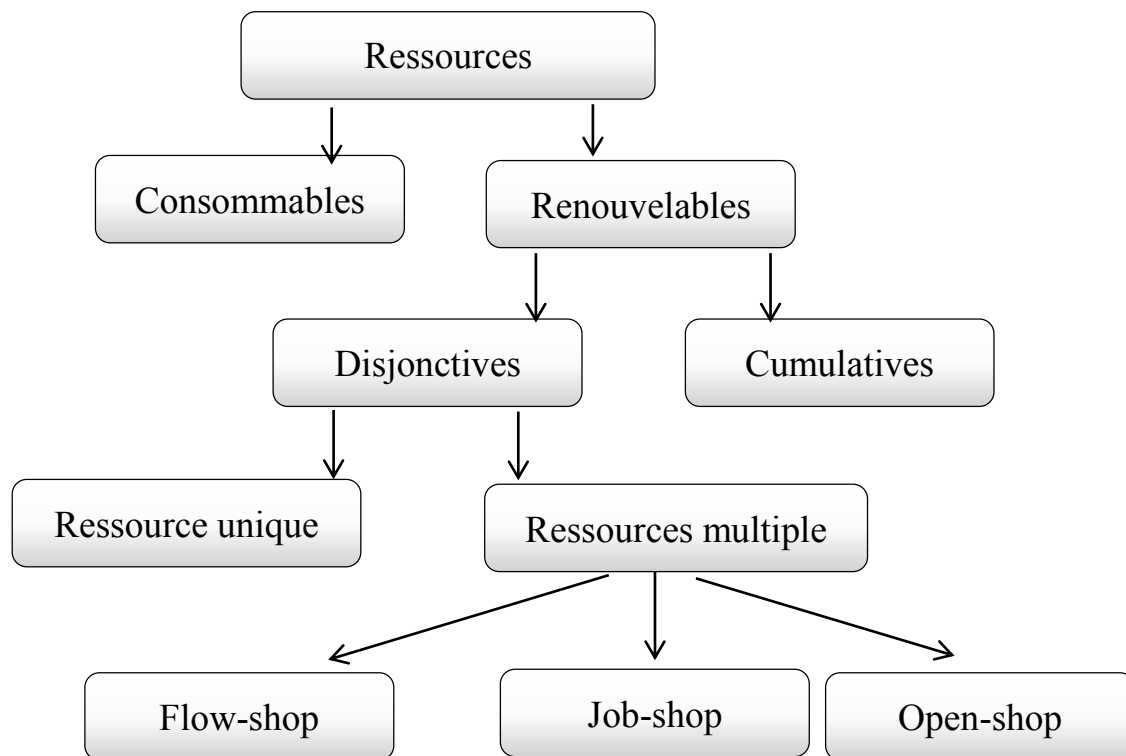 Ressources
Consommables
Renouvelables
Disjonctives
Cumulatives
Ressource unique
Ressources multiple
Flow-shop
Job-shop
Open-shop